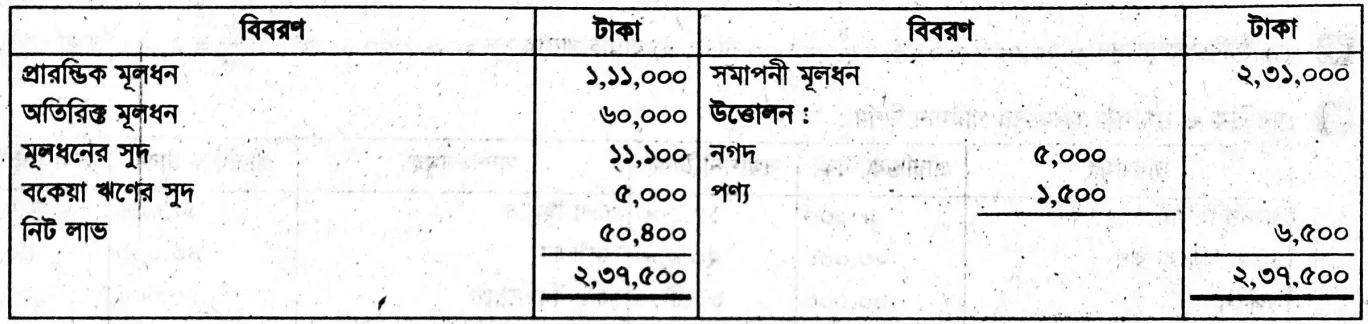 বিবরণ টাকা বিবরণ টাকা
প্রারম্ভিক মূলধন ১,১১,০০০ সমাপনী মূলধন ২,৩১,০০০
অতিরিক্ত মূলধন ৬০,০০০ উত্তোলন :
মূলধনের সুদ ১১,১০০ নগদ ৫,০০০
বকেয়া ঋণের সুদ ৫,০০০ পণ্য ১,৫০০
নিট লাভ ৫০,৪০০ ৬,৫০০
২,৩৭,৫০০ ২,৩৭,৫০০